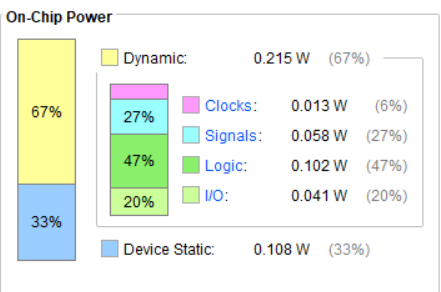 On-Chip Power
Dynamic: 0.215 W (67%)
67%
27%
47%
20%
Clocks: 0.013 W (6%)
Signals: 0.058 W (27%)
Logic: 0.102 W (47%)
I/O: 0.041 W (20%)
33%
Device Static: 0.108 W (33%)